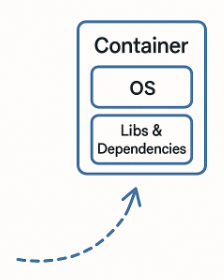 Container
OS
Libs &
Dependencies